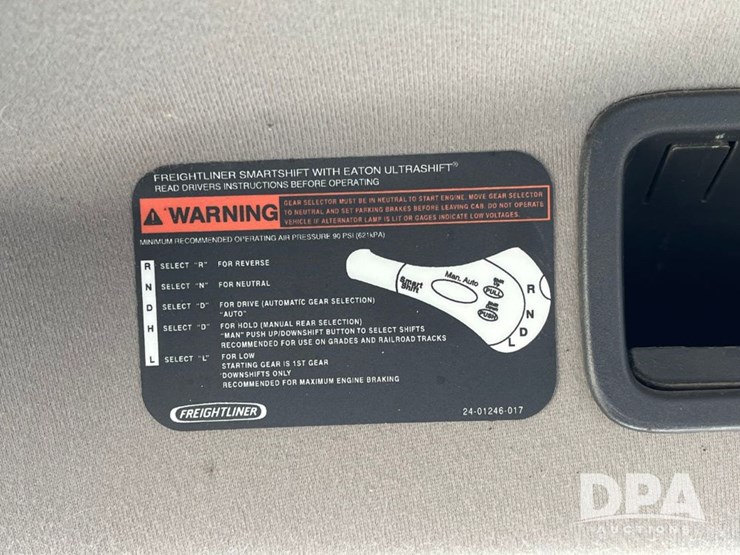 FREIGHTLINER SMARTSHIFT WITH EATON ULTRASHIFT®
READ DRIVERS INSTRUCTIONS BEFORE OPERATING
WARNING
GEAR SELECTOR MUST BE IN NEUTRAL TO START ENGINE. MOVE GEAR SELECTOR
TO NEUTRAL AND SET PARKING BRAKES BEFORE LEAVING CAB. DO NOT OPERATE
VEHICLE IF ALTERNATOR LAMP IS LIT OR GAGES INDICATE LOW VOLTAGES.
MINIMUM RECOMMENDED OPERATING AIR PRESSURE 90 PSI (621kPA)
R SELECT "R" FOR REVERSE
N SELECT "N" FOR NEUTRAL
D SELECT "D" FOR DRIVE (AUTOMATIC GEAR SELECTION)
"AUTO"
H SELECT "D" FOR HOLD (MANUAL REAR SELECTION)
"MAN" PUSH UP/DOWNSHIFT BUTTON TO SELECT SHIFTS
RECOMMENDED FOR USE ON GRADES AND RAILROAD TRACKS
L SELECT "L" FOR LOW
STARTING GEAR IS 1ST GEAR
DOWNSHIFTS ONLY
RECOMMENDED FOR MAXIMUM ENGINE BRAKING
Smart
Shift
Man. Auto
PULL
PUSH
R
N
D
L
FREIGHTLINER
24-01246-017
DPA
AUCTIONS